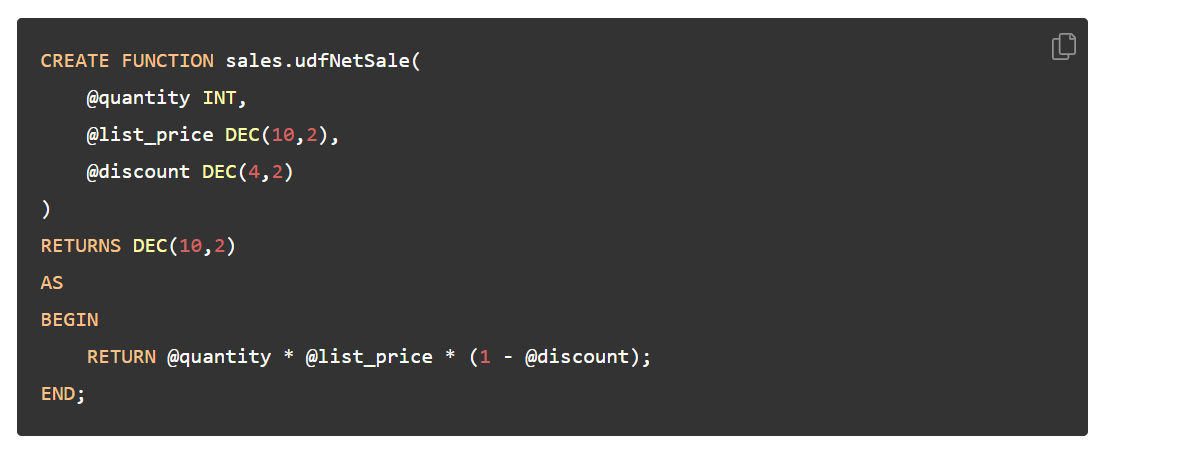 CREATE FUNCTION sales.udfNetSale(
    @quantity INT,
    @list_price DEC(10,2),
    @discount DEC(4,2)
)
RETURNS DEC(10,2)
AS
BEGIN
    RETURN @quantity * @list_price * (1 - @discount);
END;